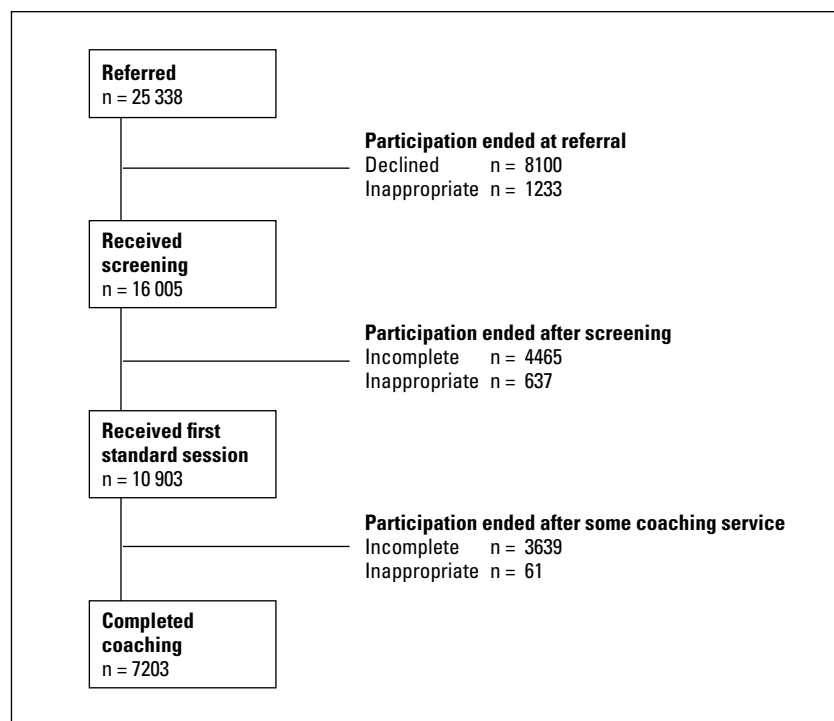 Referred
n = 25 338
Participation ended at referral
Declined n = 8100
Inappropriate n = 1233
Received
screening
n = 16 005
Participation ended after screening
Incomplete n = 4465
Inappropriate n = 637
Received first
standard session
n = 10 903
Participation ended after some coaching service
Incomplete n = 3639
Inappropriate n = 61
Completed
coaching
n = 7203